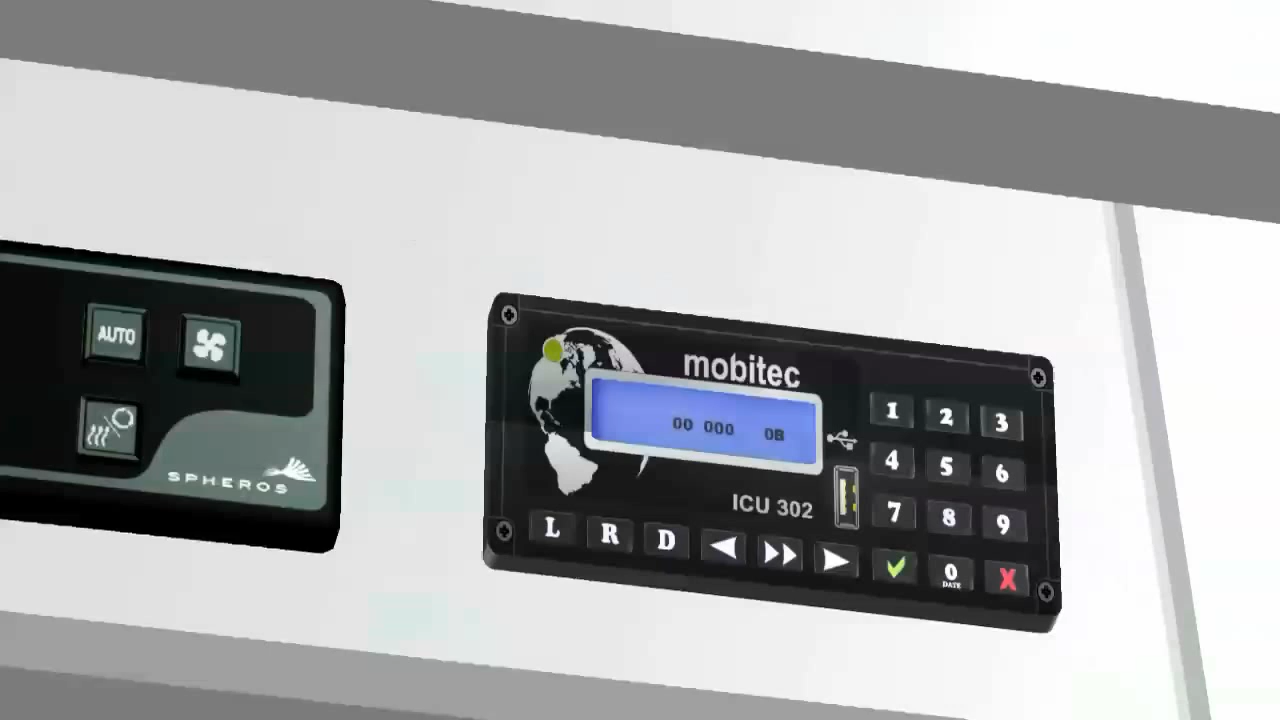 AUTO
SPHEROS
mobitec
00 000 0B
ICU 302
1 2 3
4 5 6
7 8 9
L R D
0
DATE
X